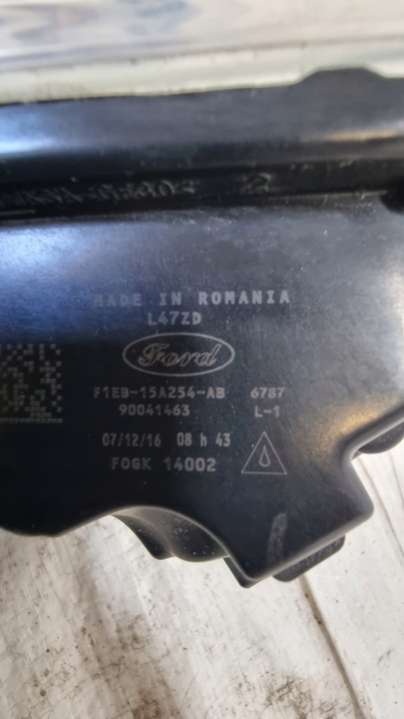 MADE IN ROMANIA
L47ZD
Ford
F1EB-15A254-AB 6787
90041463 L-1
07/12/16 08 h 43
FOGK 14002